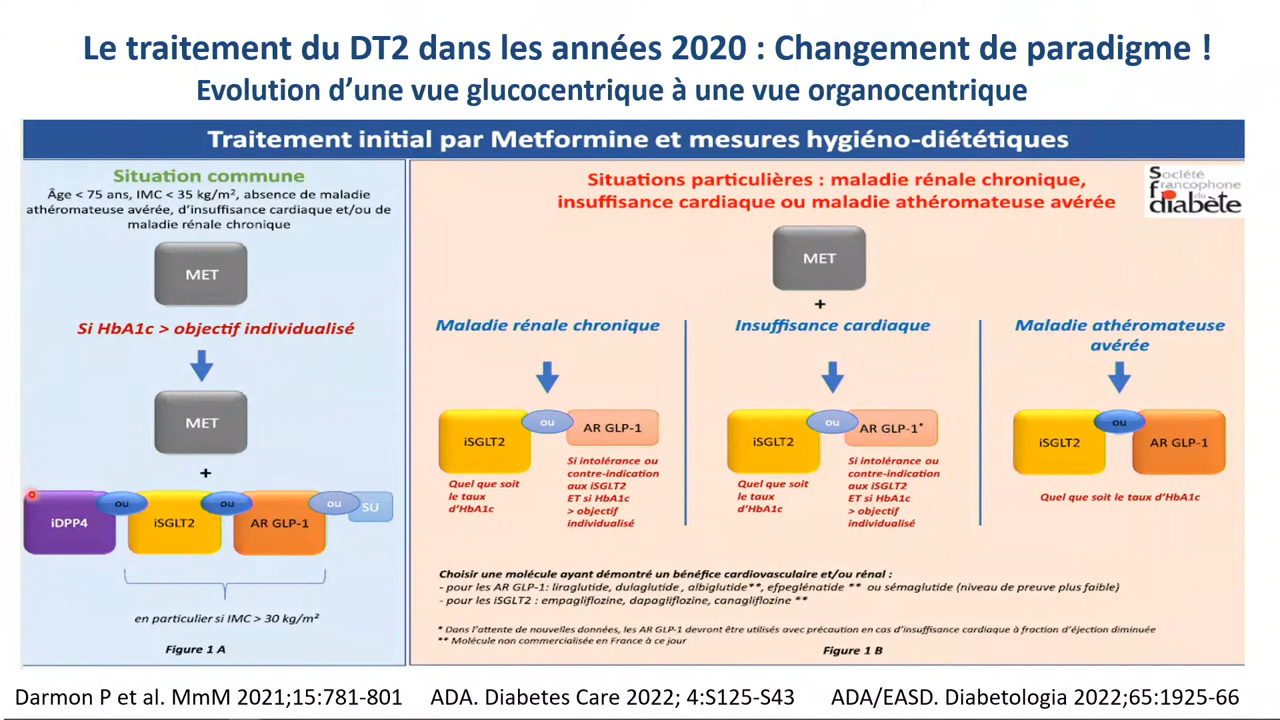 Le traitement du DT2 dans les années 2020 : Changement de paradigme !
Evolution d'une vue glucocentrique à une vue organocentrique
Traitement initial par Metformine et mesures hygiéno-diététiques
Situation commune
Âge < 75 ans, IMC < 35 kg/m², absence de maladie
athéromateuse avérée, d'insuffisance cardiaque et/ou de
maladie rénale chronique
MET
Si HbA1c > objectif individualisé
MET
+
iDPP4
ou
iSGLT2
ou
AR GLP-1
ou
SU
en particulier si IMC > 30 kg/m²
Figure 1 A
Situations particulières : maladie rénale chronique,
insuffisance cardiaque ou maladie athéromateuse avérée
Société
Francophone
du
diabète
MET
+
Maladie rénale chronique
iSGLT2
ou
AR GLP-1
Quel que soit
le taux
d'HbA1c
Si intolérance ou
contre-indication
aux iSGLT2
ET si HbA1c
> objectif
individualisé
Insuffisance cardiaque
iSGLT2
ou
AR GLP-1*
Quel que soit
le taux
d'HbA1c
Si intolérance ou
contre-indication
aux iSGLT2
ET si HbA1c
> objectif
individualisé
Maladie athéromateuse
avérée
iSGLT2
ou
AR GLP-1
Quel que soit le taux d'HbA1c
Choisir une molécule ayant démontré un bénéfice cardiovasculaire et/ou rénal :
- pour les AR GLP-1: liraglutide, dulaglutide , albiglutide**, efpeglénatide ** ou sémaglutide (niveau de preuve plus faible)
- pour les iSGLT2 : empagliflozine, dapagliflozine, canagliflozine **
* Dans l'attente de nouvelles données, les AR GLP-1 devront être utilisés avec précaution en cas d'insuffisance cardiaque à fraction d'éjection diminuée
** Molécule non commercialisée en France à ce jour
Figure 1 B
Darmon P et al. MmM 2021;15:781-801 ADA. Diabetes Care 2022; 4:S125-S43 ADA/EASD. Diabetologia 2022;65:1925-66